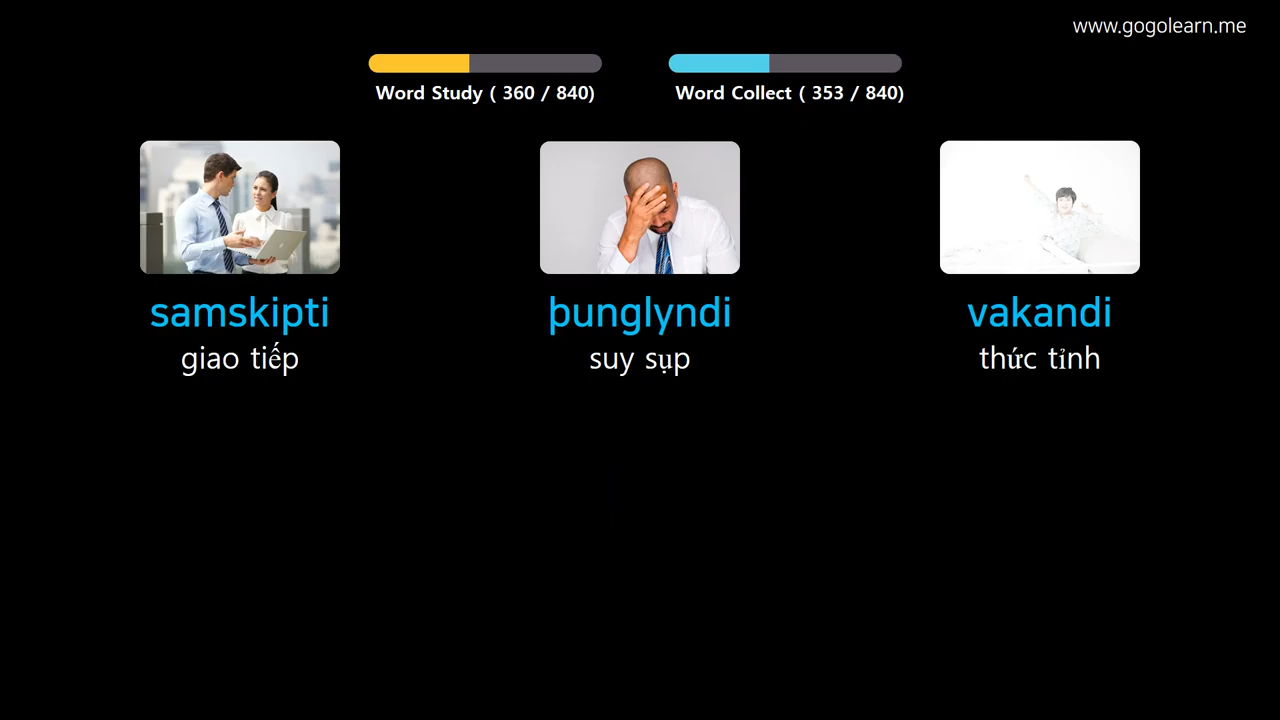 www.gogolearn.me
Word Study ( 360 / 840)
Word Collect ( 353 / 840)
samskipti
giao tiếp
þunglyndi
suy sụp
vakandi
thức tỉnh